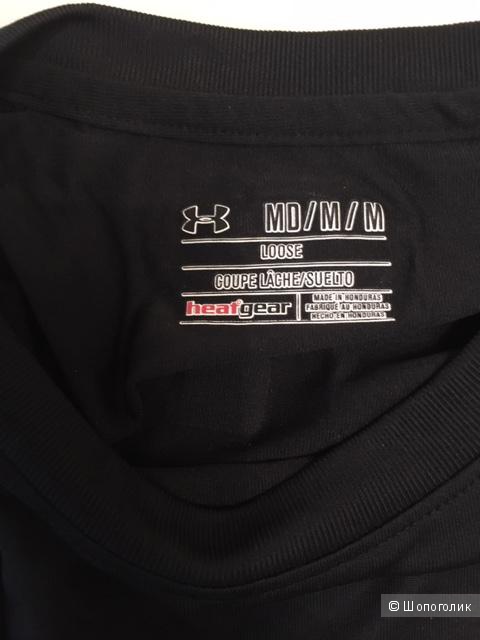 MD/M/M
LOOSE
COUPE LÂCHE/SUELTO
heatgear
MADE IN HONDURAS
FABRIQUÉ AU HONDURAS
HECHO EN HONDURAS
© Шопоголик